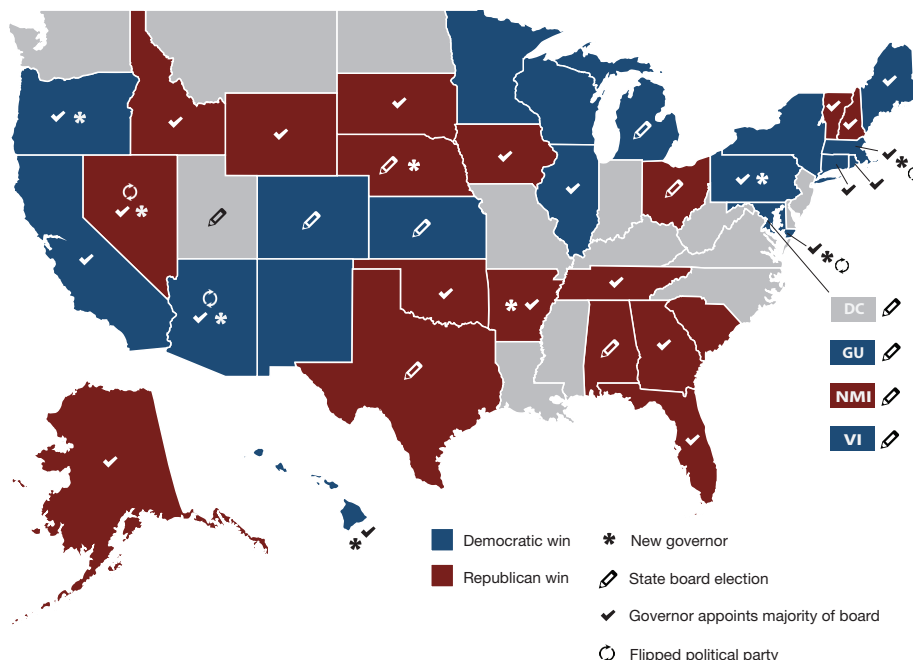 DC
GU
NMI
VI
Democratic win
Republican win
New governor
State board election
Governor appoints majority of board
Flipped political party